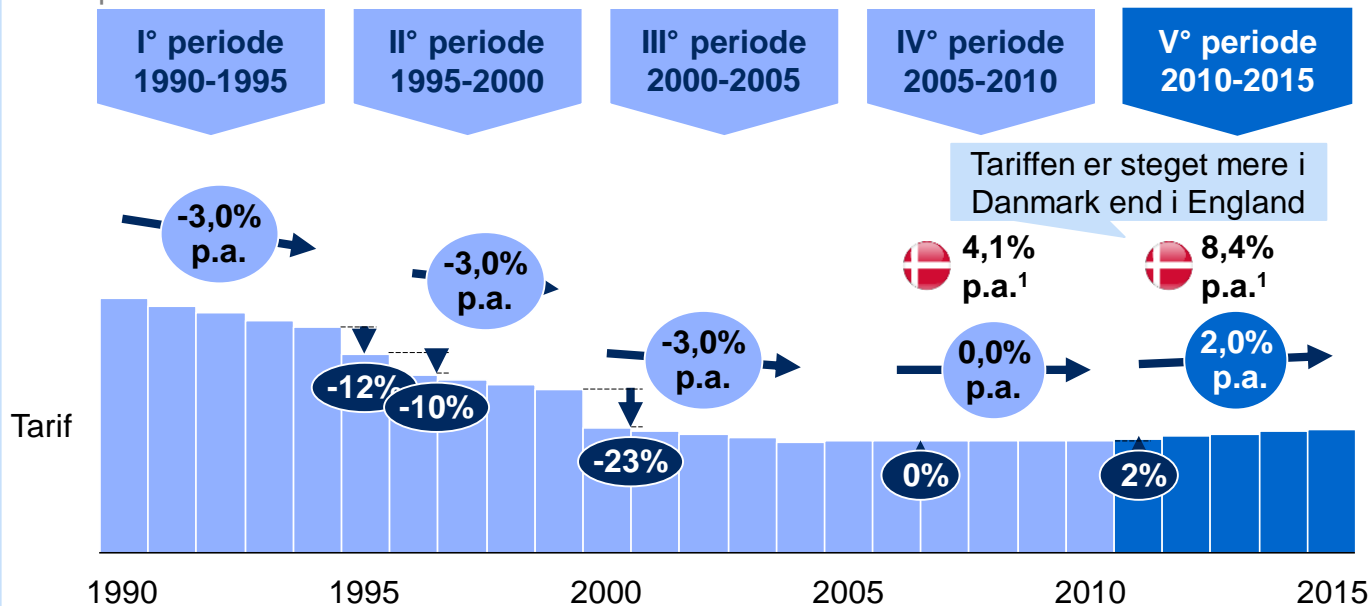 I° periode
1990-1995
II° periode
1995-2000
III° periode
2000-2005
IV° periode
2005-2010
V° periode
2010-2015
Tariffen er steget mere i
Danmark end i England
-3,0%
p.a.
-3,0%
p.a.
-3,0%
p.a.
4,1%
p.a.¹
0,0%
p.a.
8,4%
p.a.¹
2,0%
p.a.
Tarif
-12%
-10%
-23%
0%
2%
1990
1995
2000
2005
2010
2015